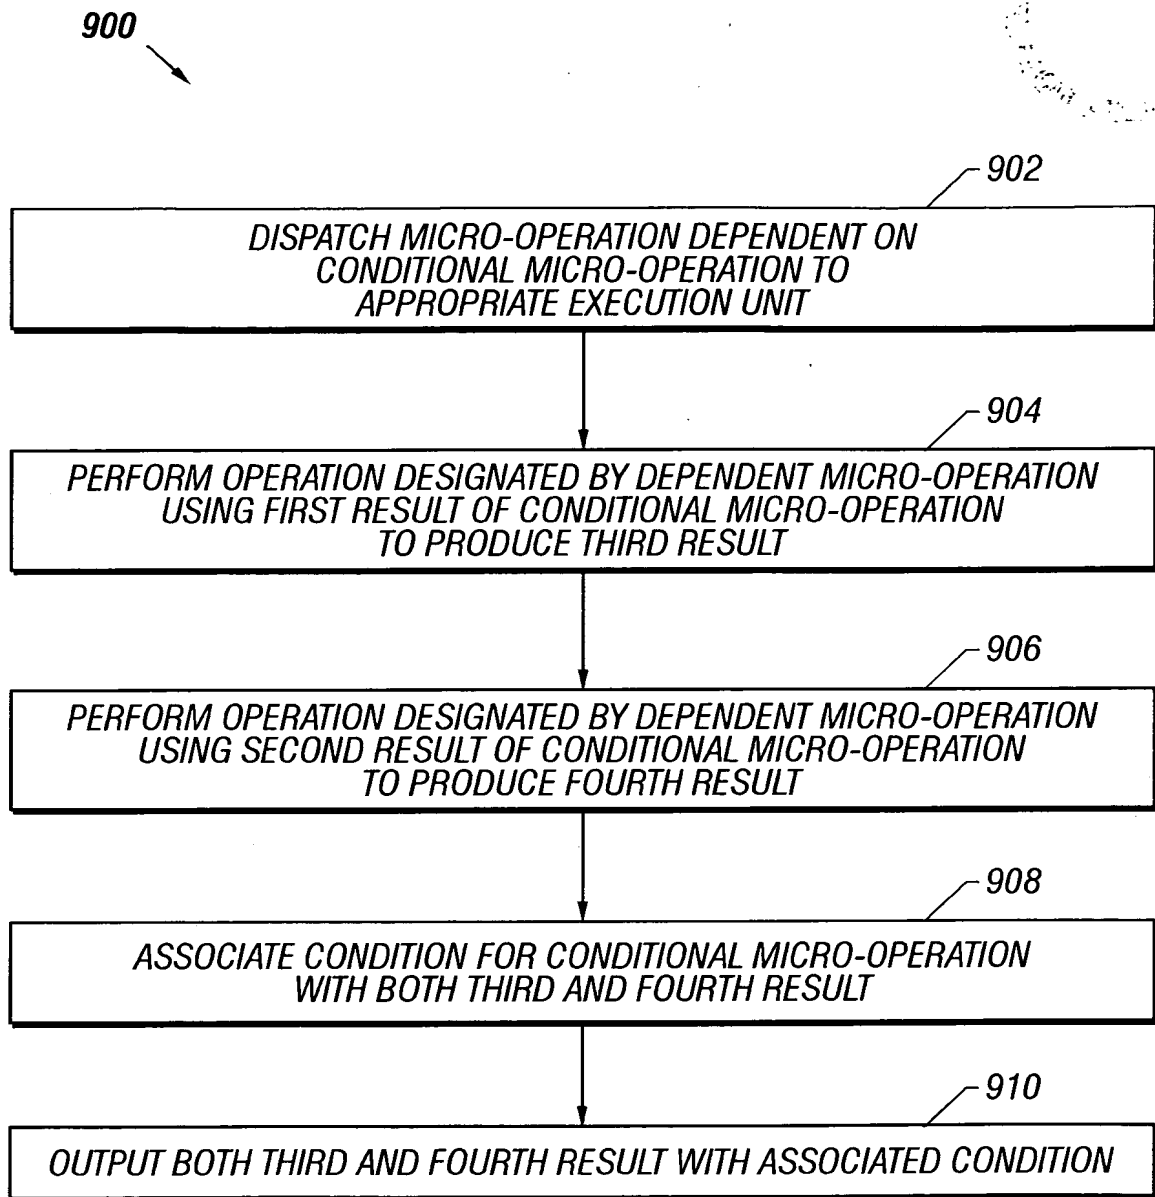 900
902
DISPATCH MICRO-OPERATION DEPENDENT ON
CONDITIONAL MICRO-OPERATION TO
APPROPRIATE EXECUTION UNIT
904
PERFORM OPERATION DESIGNATED BY DEPENDENT MICRO-OPERATION
USING FIRST RESULT OF CONDITIONAL MICRO-OPERATION
TO PRODUCE THIRD RESULT
906
PERFORM OPERATION DESIGNATED BY DEPENDENT MICRO-OPERATION
USING SECOND RESULT OF CONDITIONAL MICRO-OPERATION
TO PRODUCE FOURTH RESULT
908
ASSOCIATE CONDITION FOR CONDITIONAL MICRO-OPERATION
WITH BOTH THIRD AND FOURTH RESULT
910
OUTPUT BOTH THIRD AND FOURTH RESULT WITH ASSOCIATED CONDITION